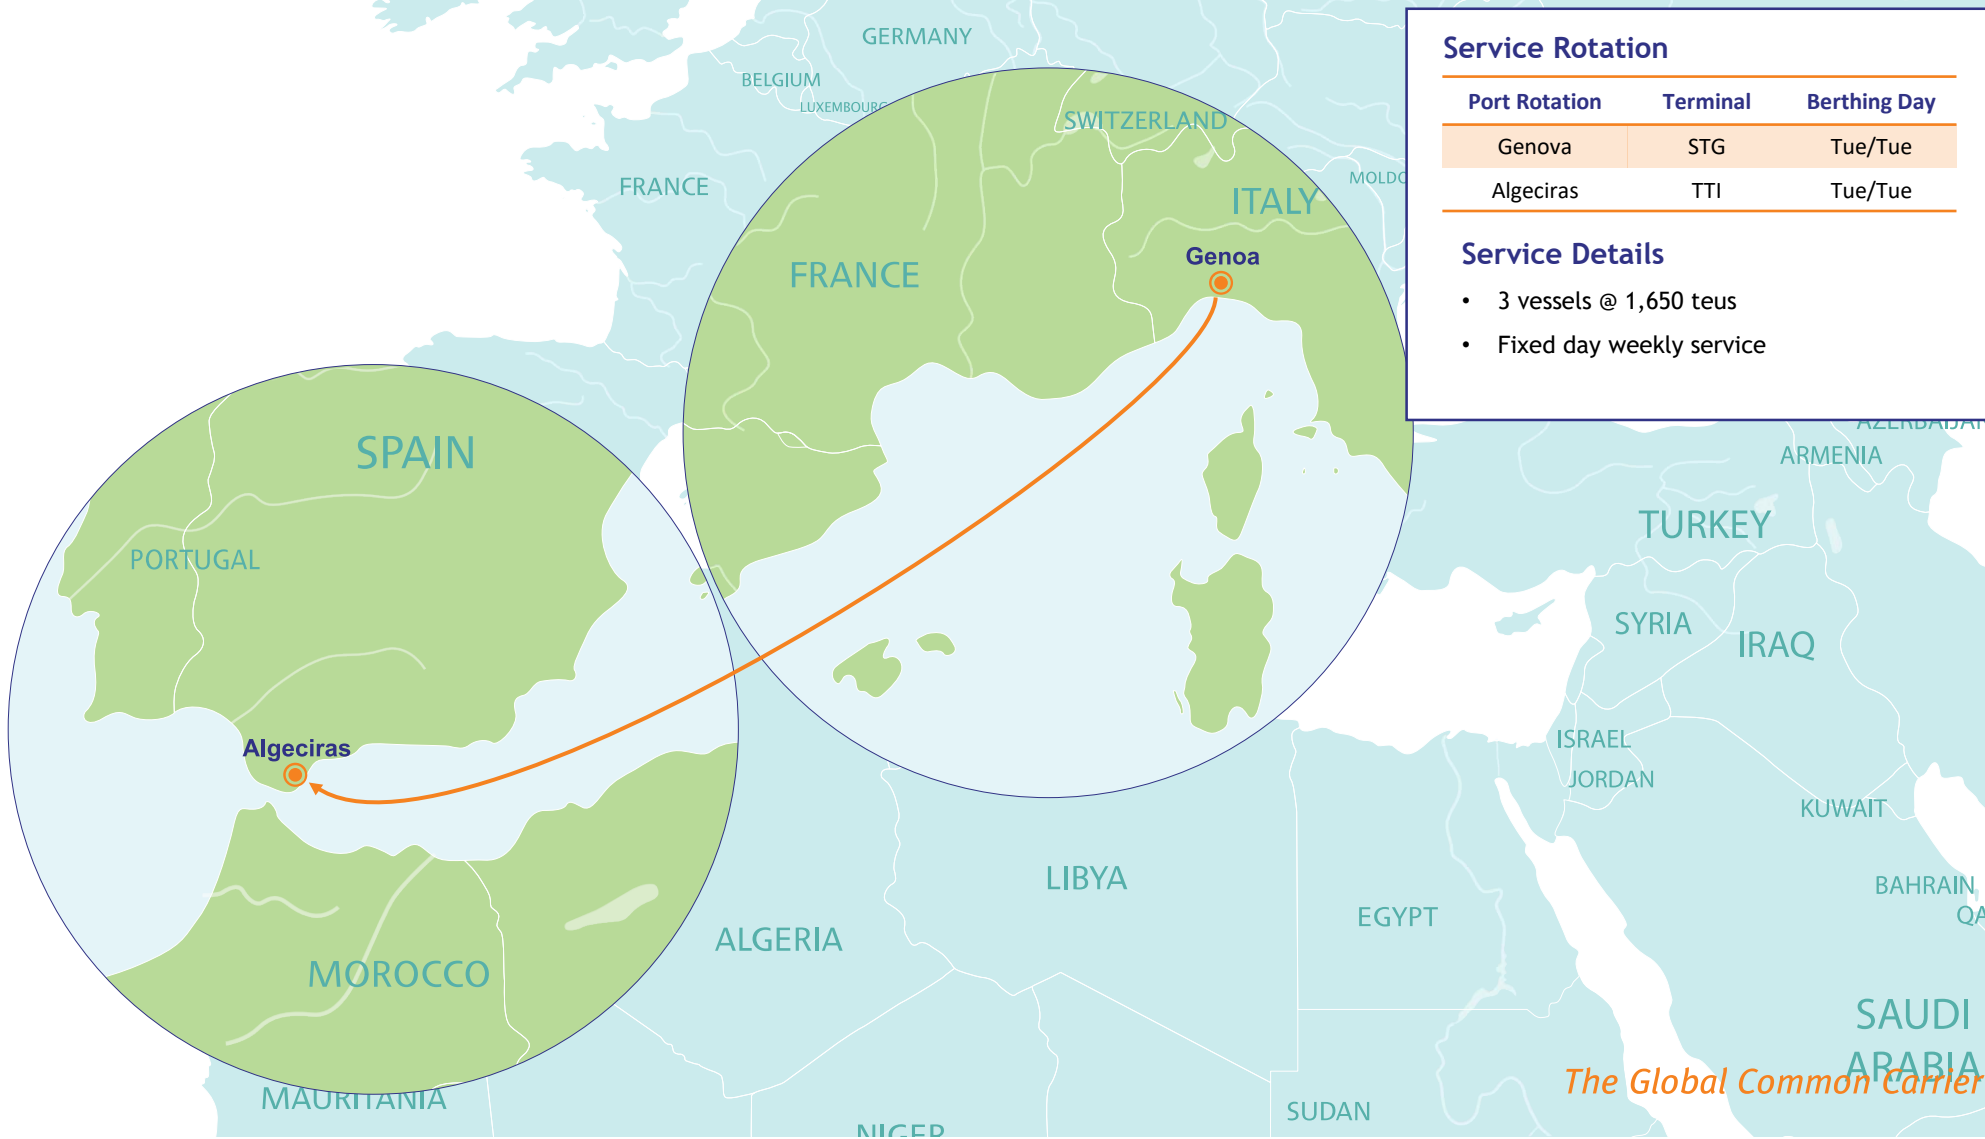 GERMANY
BELGIUM
LUXEMBOURG
SWITZERLAND
FRANCE
ITALY
FRANCE
Genoa
SPAIN
PORTUGAL
Algeciras
MOROCCO
MAURITANIA
ALGERIA
LIBYA
NIGER
EGYPT
SUDAN
TURKEY
ARMENIA
SYRIA
IRAQ
ISRAEL
JORDAN
KUWAIT
BAHRAIN
SAUDI
ARABIA
Service Rotation
Port Rotation Terminal Berthing Day
Genova STG Tue/Tue
Algeciras TTI Tue/Tue
Service Details
• 3 vessels @ 1,650 teus
• Fixed day weekly service
The Global Common Carrier